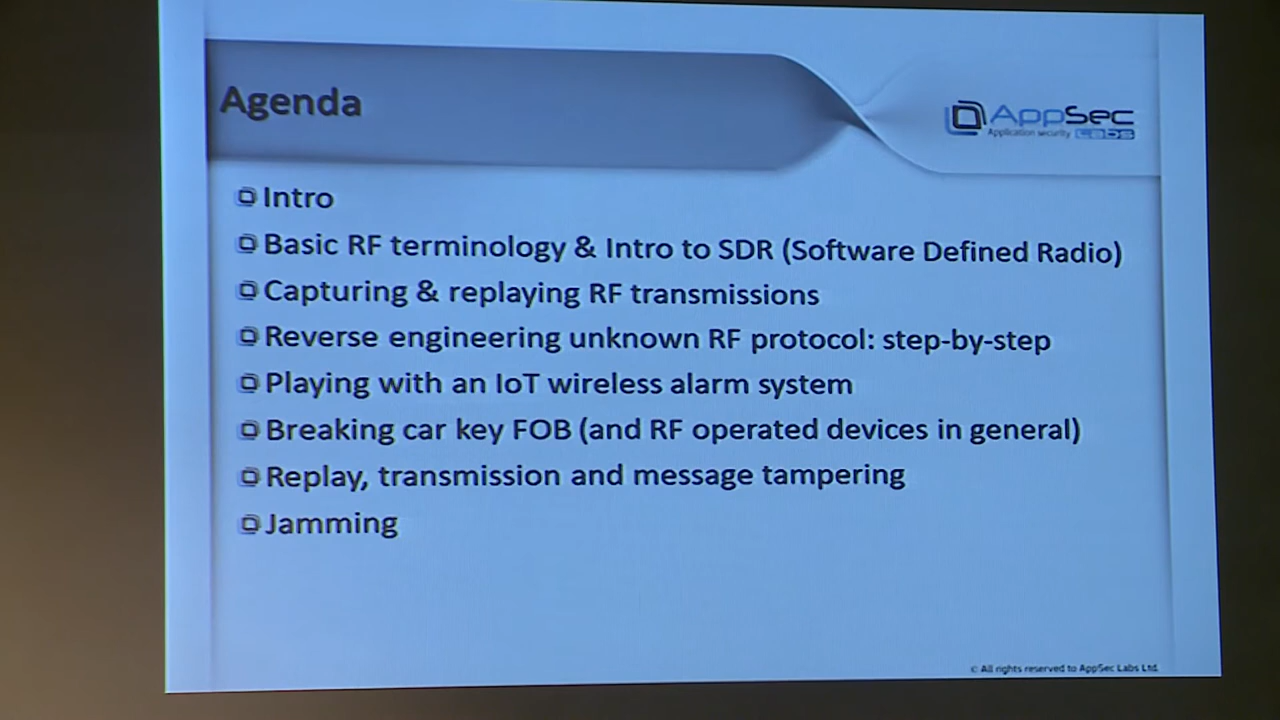 Agenda
AppSec
Application security Labs
Intro
Basic RF terminology & Intro to SDR (Software Defined Radio)
Capturing & replaying RF transmissions
Reverse engineering unknown RF protocol: step-by-step
Playing with an IoT wireless alarm system
Breaking car key FOB (and RF operated devices in general)
Replay, transmission and message tampering
Jamming
© All rights reserved to AppSec Labs Ltd.